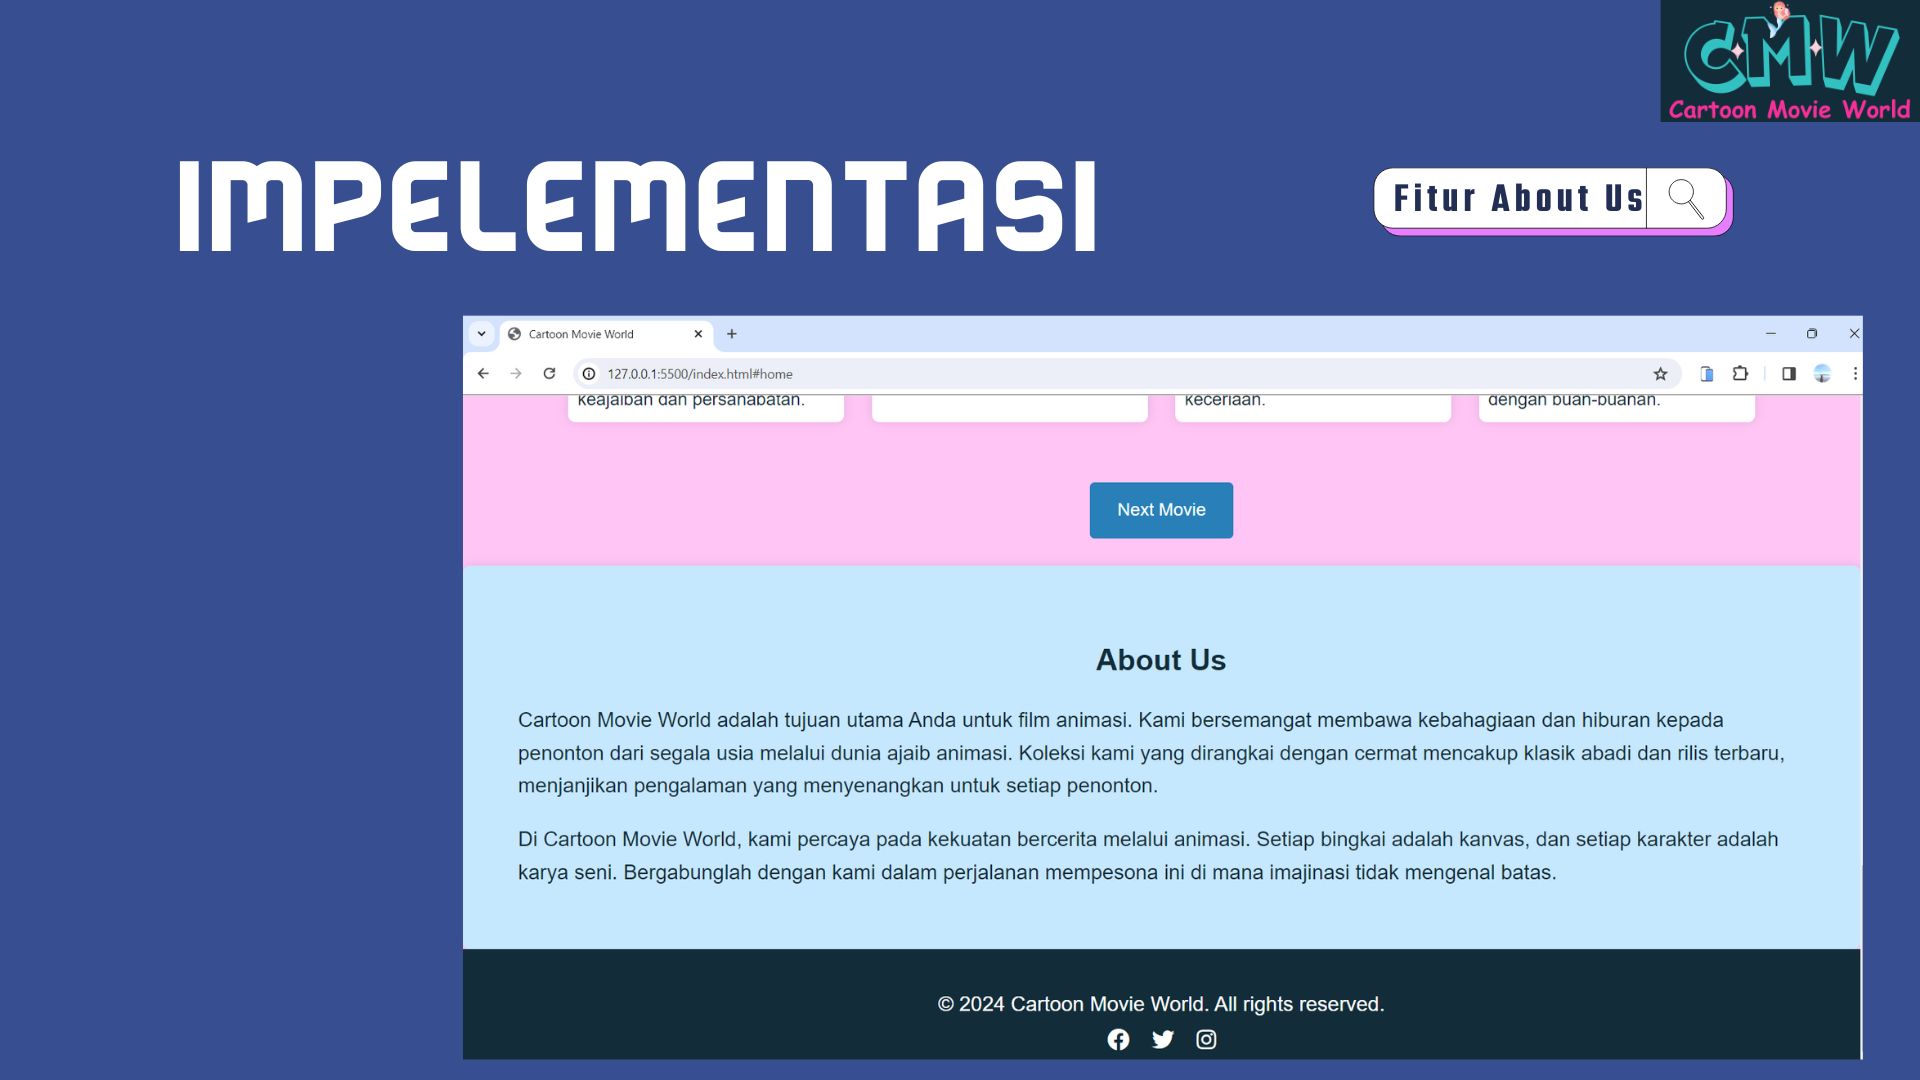 CMW
Cartoon Movie World
IMPELEMENTASI
Fitur About Us
Cartoon Movie World
127.0.0.1:5500/index.html#home
keajaiban dan persahabatan.
keceriaan.
dengan buah-buahan.
Next Movie
About Us
Cartoon Movie World adalah tujuan utama Anda untuk film animasi. Kami bersemangat membawa kebahagiaan dan hiburan kepada
penonton dari segala usia melalui dunia ajaib animasi. Koleksi kami yang dirangkai dengan cermat mencakup klasik abadi dan rilis terbaru,
menjanjikan pengalaman yang menyenangkan untuk setiap penonton.
Di Cartoon Movie World, kami percaya pada kekuatan bercerita melalui animasi. Setiap bingkai adalah kanvas, dan setiap karakter adalah
karya seni. Bergabunglah dengan kami dalam perjalanan mempesona ini di mana imajinasi tidak mengenal batas.
© 2024 Cartoon Movie World. All rights reserved.